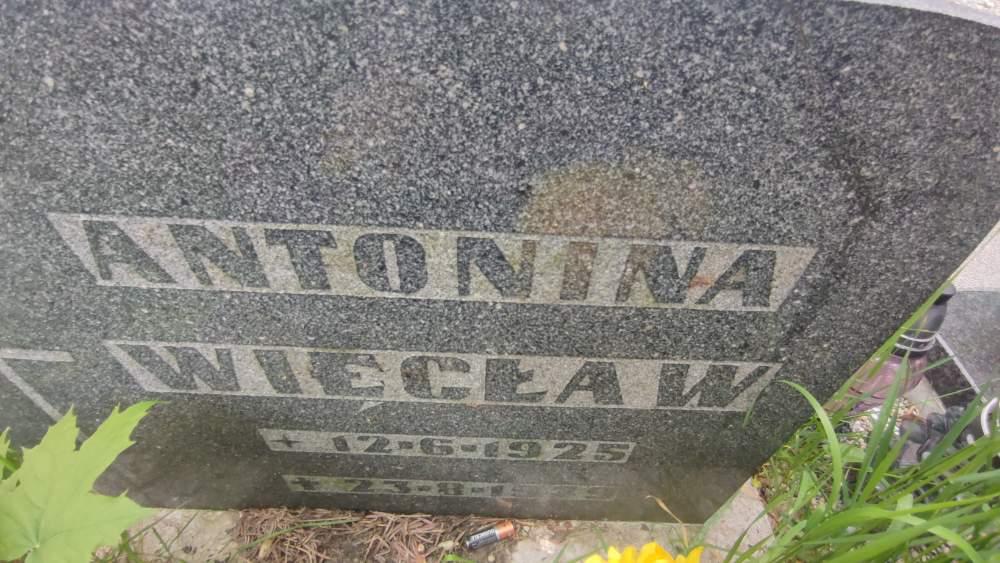 ANTONINA
WIĘCŁAW
* 12-6-1925